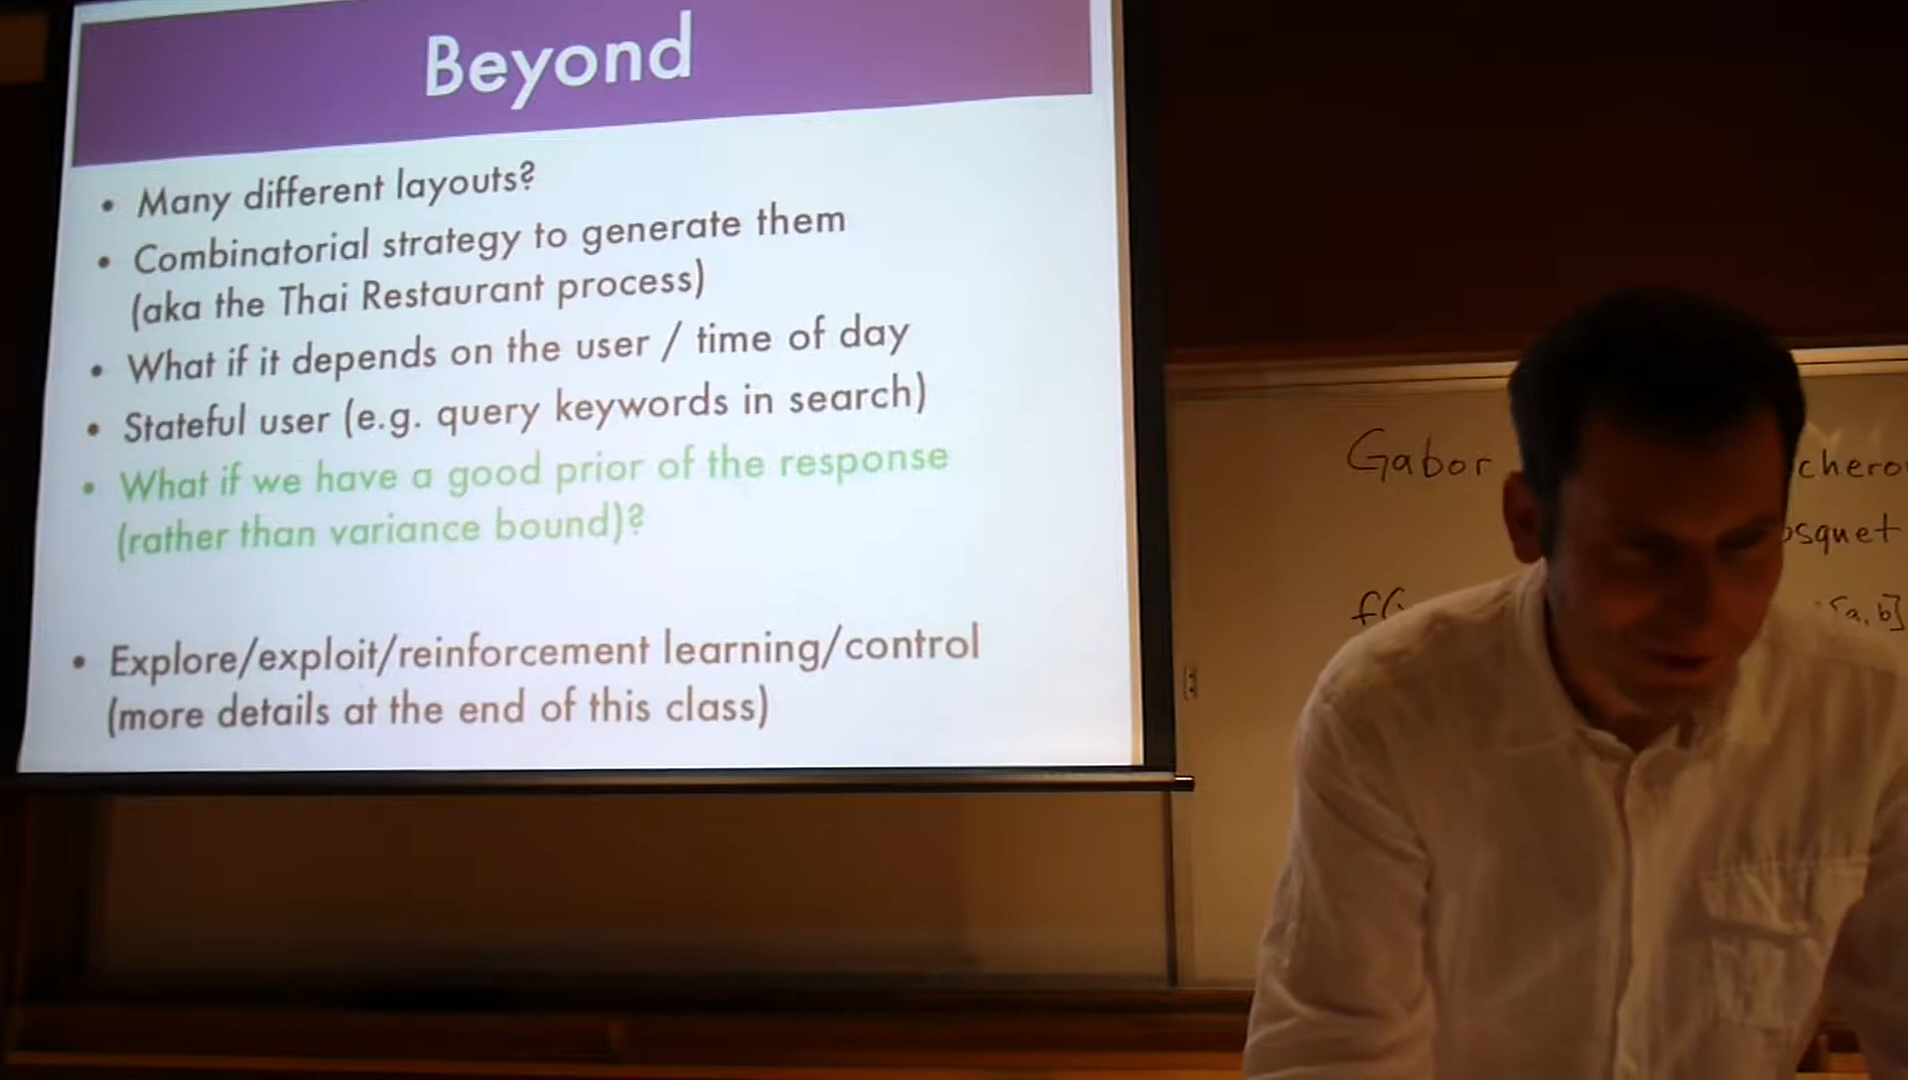 Beyond
• Many different layouts?
• Combinatorial strategy to generate them
(aka the Thai Restaurant process)
• What if it depends on the user / time of day
• Stateful user (e.g. query keywords in search)
• What if we have a good prior of the response
(rather than variance bound)?
• Explore/exploit/reinforcement learning/control
(more details at the end of this class)
Gabor
a, b]